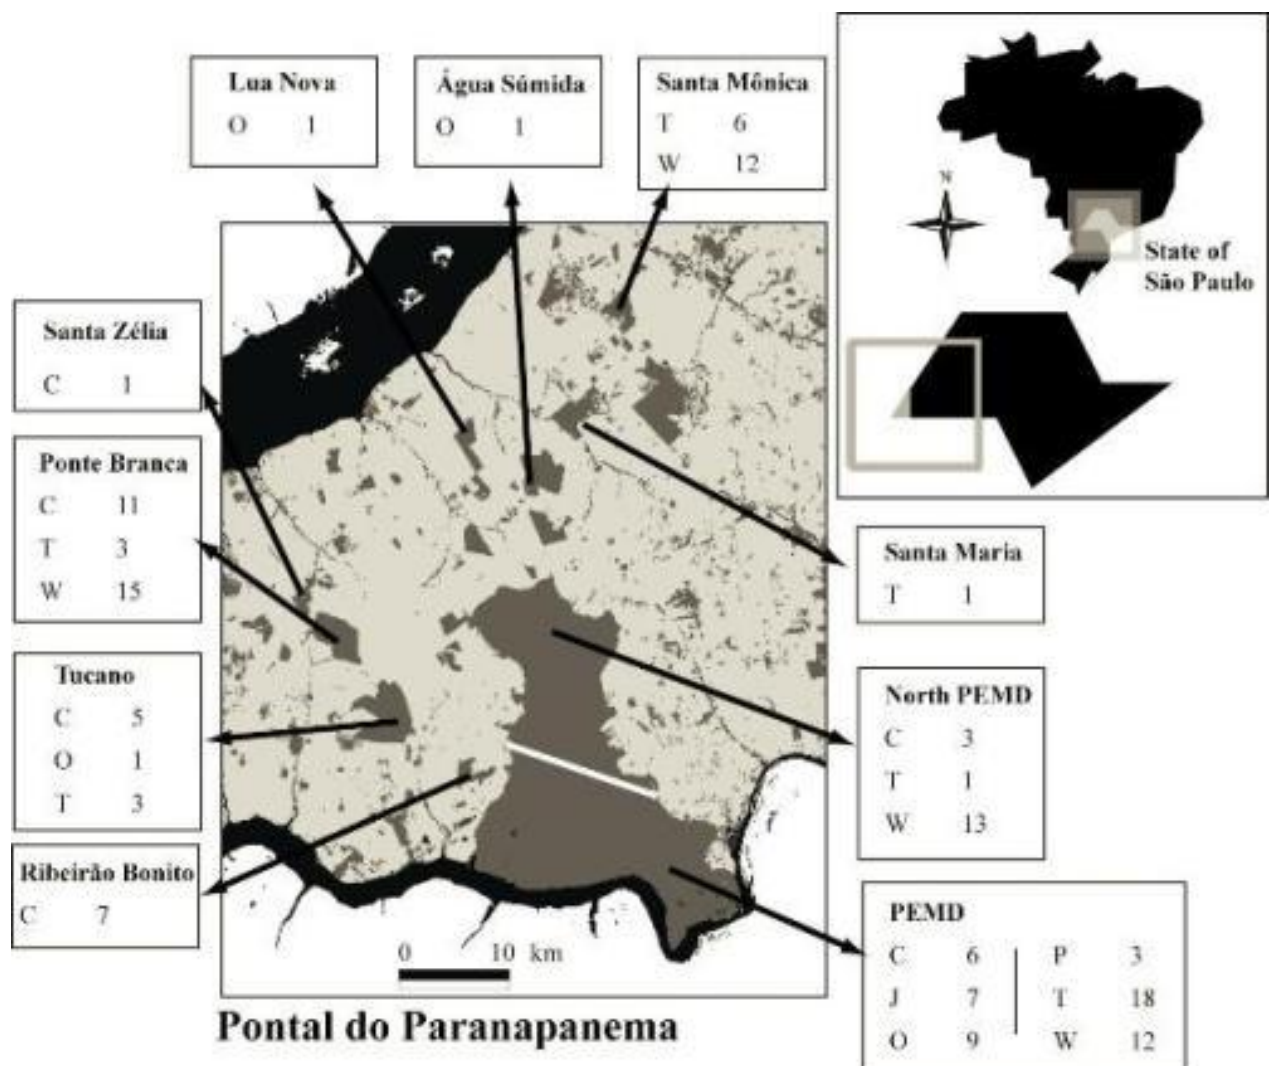 Lua Nova
O 1
Água Súmida
O 1
Santa Mônica
T 6
W 12
N
State of
São Paulo
Santa Zélia
C 1
Ponte Branca
C 11
T 3
W 15
Tucano
C 5
O 1
T 3
Ribeirão Bonito
C 7
Santa Maria
T 1
North PEMD
C 3
T 1
W 13
PEMD
C 6 P 3
J 7 T 18
O 9 W 12
0 10 km
Pontal do Paranapanema